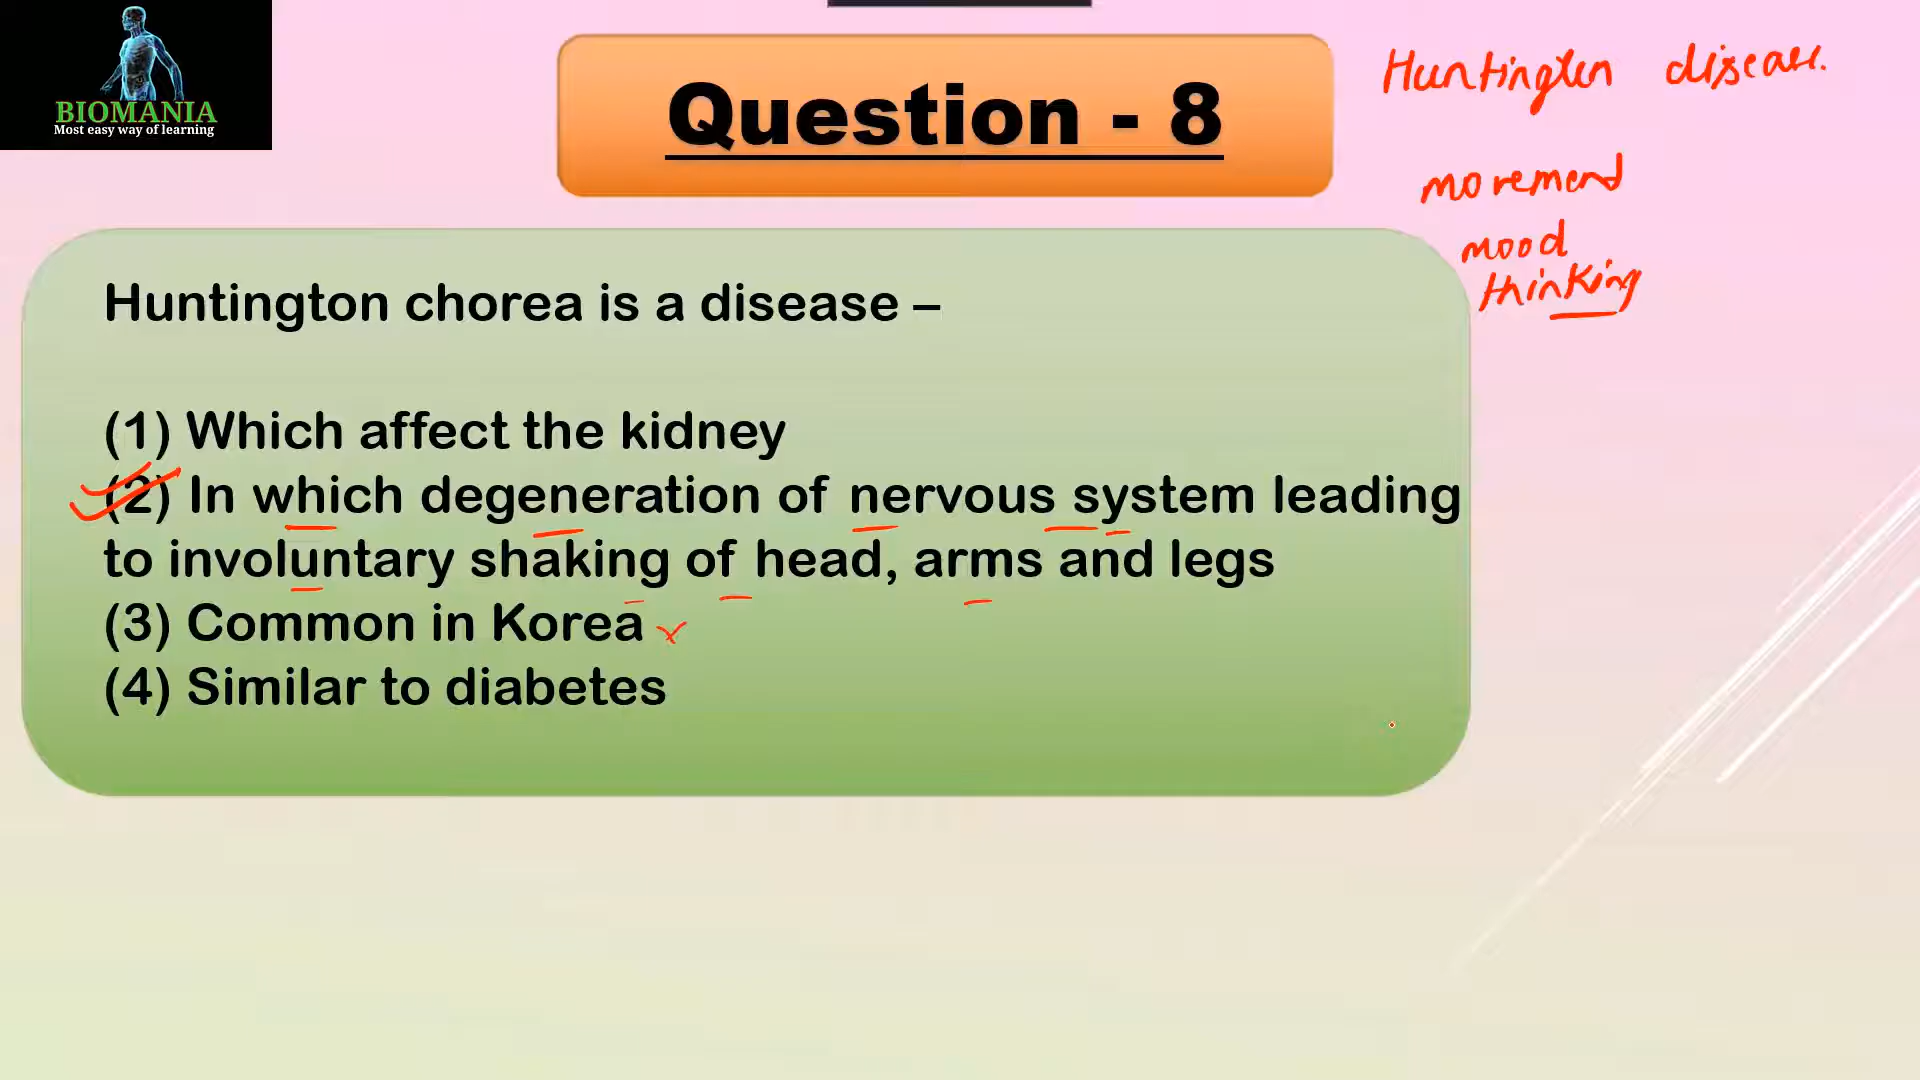 BIOMANIA
Most easy way of learning
Question - 8
Huntington disease.
movement
mood
thinking
Huntington chorea is a disease –
(1) Which affect the kidney
(2) In which degeneration of nervous system leading
to involuntary shaking of head, arms and legs
(3) Common in Korea
(4) Similar to diabetes